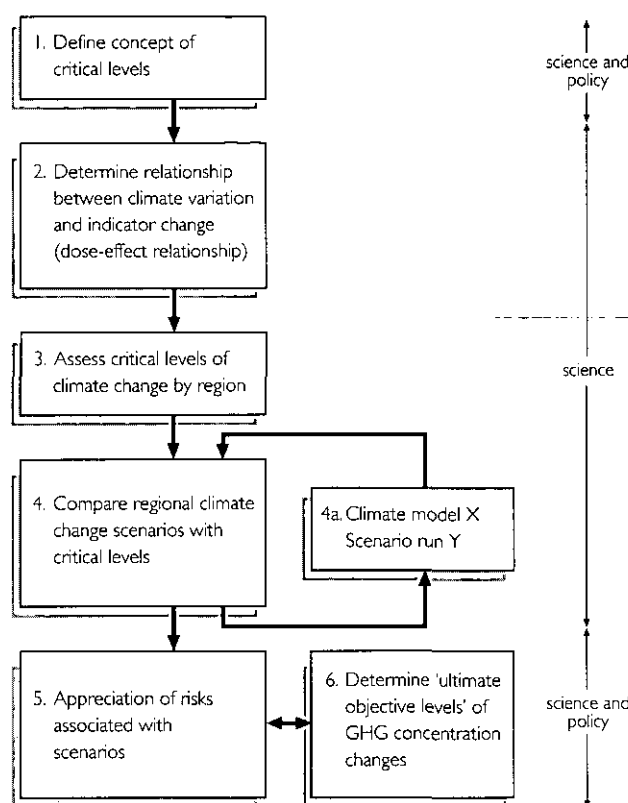 1. Define concept of
critical levels
science and
policy
2. Determine relationship
between climate variation
and indicator change
(dose-effect relationship)
3. Assess critical levels of
climate change by region
science
4. Compare regional climate
change scenarios with
critical levels
4a. Climate model X
Scenario run Y
5. Appreciation of risks
associated with
scenarios
6. Determine 'ultimate
objective levels' of
GHG concentration
changes
science and
policy